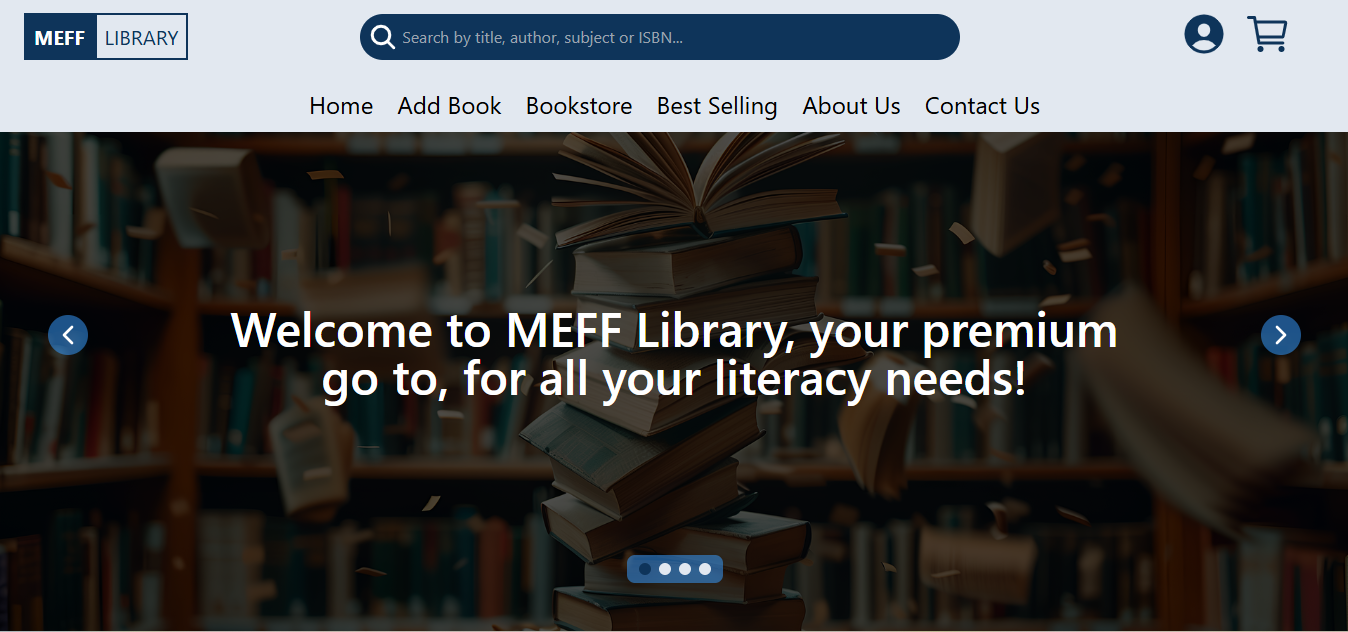 MEFF LIBRARY
Search by title, author, subject or ISBN...
Home Add Book Bookstore Best Selling About Us Contact Us
Welcome to MEFF Library, your premium
go to, for all your literacy needs!